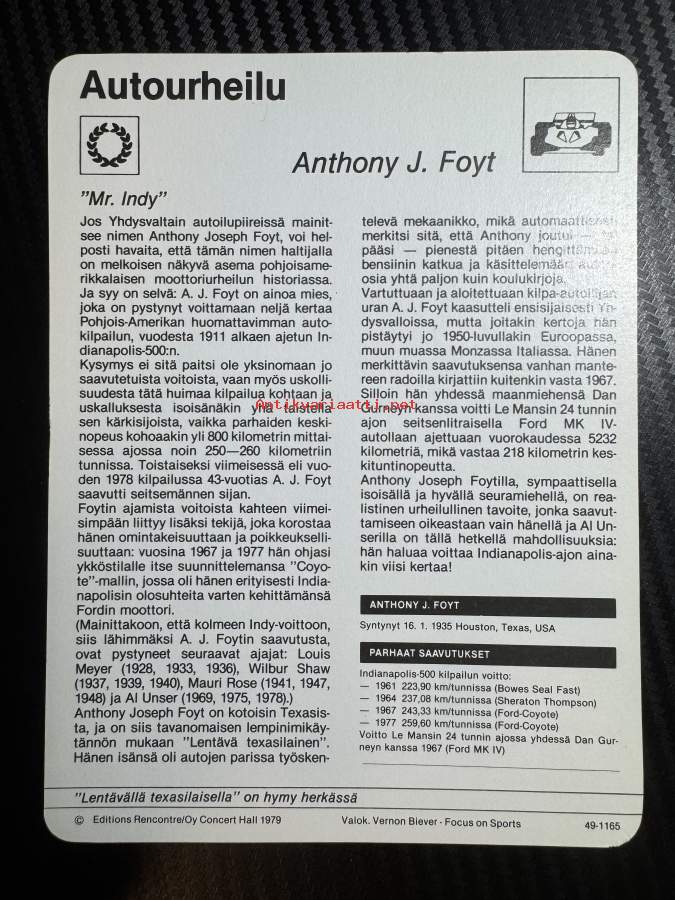 Autourheilu
Anthony J. Foyt
"Mr. Indy"
Jos Yhdysvaltain autoilupiireissä mainit-
see nimen Anthony Joseph Foyt, voi hel-
posti havaita, että tämän nimen haltijalla
on melkoisen näkyvä asema pohjoisame-
rikkalaisen moottoriurheilun historiassa.
Ja syy on selvä: A. J. Foyt on ainoa mies,
joka on pystynyt voittamaan neljä kertaa
Pohjois-Amerikan huomattavimman auto-
kilpailun, vuodesta 1911 alkaen ajetun In-
dianapolis-500:n.
Kysymys ei sitä paitsi ole yksinomaan jo
saavutetuista voitoista, vaan myös uskolli-
suudesta tätä huimaa kilpailua kohtaan ja
uskalluksesta isoisänäkin yllä taistella
sen kärkisijoista, vaikka parhaiden keski-
nopeus kohoaakin yli 800 kilometrin mittai-
sessa ajossa noin 250—260 kilometriin
tunnissa. Toistaiseksi viimeisessä eli vuo-
den 1978 kilpailussa 43-vuotias A. J. Foyt
saavutti seitsemännen sijan.
Foytin ajamista voitoista kahteen viimei-
simpään liittyy lisäksi tekijä, joka korostaa
hänen omintakeisuuttaan ja poikkeukselli-
suuttaan: vuosina 1967 ja 1977 hän ohjasi
ykköstilalle itse suunnittelemansa "Coyo-
te"-mallin, jossa oli hänen erityisesti India-
napolisin olosuhteita varten kehittämänsä
Fordin moottori.
(Mainittakoon, että kolmeen Indy-voittoon,
siis lähimmäksi A. J. Foytin saavutusta,
ovat pystyneet seuraavat ajajat: Louis
Meyer (1928, 1933, 1936), Wilbur Shaw
(1937, 1939, 1940), Mauri Rose (1941, 1947,
1948) ja Al Unser (1969, 1975, 1978).)
Anthony Joseph Foyt on kotoisin Texasis-
ta, ja on siis tavanomaisen lempinimikäy-
tännön mukaan "Lentävä texasilainen".
Hänen isänsä oli autojen parissa työsken-
televä mekaanikko, mikä automaattisesti
merkitsi sitä, että Anthony joutui —
pääsi — pienestä pitäen hengittämään
bensiinin katkua ja käsittelemään
osia yhtä paljon kuin koulukirjoja.
Vartuttuaan ja aloitettuaan kilpa-autoilijan
uran A. J. Foyt kaasutteli ensisijaisesti Yh-
dysvalloissa, mutta joitakin kertoja hän
pistäytyi jo 1950-luvullakin Euroopassa,
muun muassa Monzassa Italiassa. Hänen
merkittävin saavutuksensa vanhan mante-
reen radoilla kirjattiin kuitenkin vasta 1967.
Silloin hän yhdessä maanmiehensä Dan
Gurneyn kanssa voitti Le Mansin 24 tunnin
ajon seitsenlitraisella Ford MK IV-
autollaan ajettuaan vuorokaudessa 5232
kilometriä, mikä vastaa 218 kilometrin kes-
kituntinopeutta.
Anthony Joseph Foytilla, sympaattisella
isoisällä ja hyvällä seuramiehellä, on rea-
listinen urheilullinen tavoite, jonka saavut-
tamiseen oikeastaan vain hänellä ja Al Un-
serilla on tällä hetkellä mahdollisuuksia:
hän haluaa voittaa Indianapolis-ajon aina-
kin viisi kertaa!
ANTHONY J. FOYT
Syntynyt 16. 1. 1935 Houston, Texas, USA
PARHAAT SAAVUTUKSET
Indianapolis-500 kilpailun voitto:
— 1961 223,90 km/tunnissa (Bowes Seal Fast)
— 1964 237,08 km/tunnissa (Sheraton Thompson)
— 1967 243,33 km/tunnissa (Ford-Coyote)
— 1977 259,60 km/tunnissa (Ford-Coyote)
Voitto Le Mansin 24 tunnin ajossa yhdessä Dan Gur-
neyn kanssa 1967 (Ford MK IV)
"Lentävällä texasilaisella" on hymy herkässä
© Editions Rencontre/Oy Concert Hall 1979
Valok. Vernon Biever - Focus on Sports
49-1165
Antikvariaatti.net